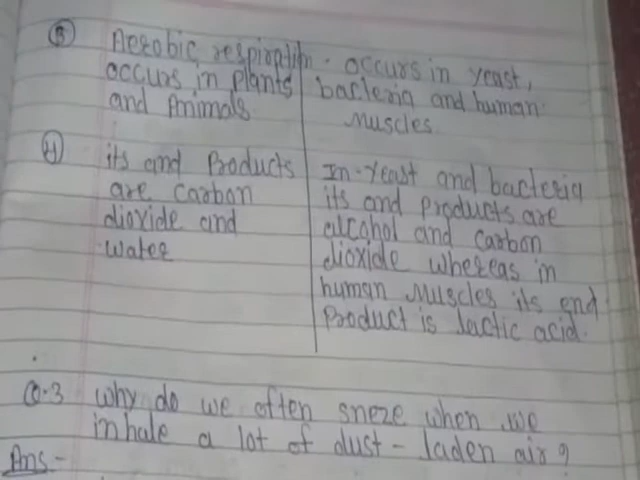 (3) Aerobic respiration
occurs in plants
and Animals
occurs in yeast,
bacteria and human
muscles.
(4) its and Products
are carbon
dioxide and
water
In-yeast and bacteria
its and products are
alcohol and carbon
dioxide whereas in
human muscles its end
Product is lactic acid.
Q.3 why do we often sneze when we
inhale a lot of dust - laden air?
Ans-